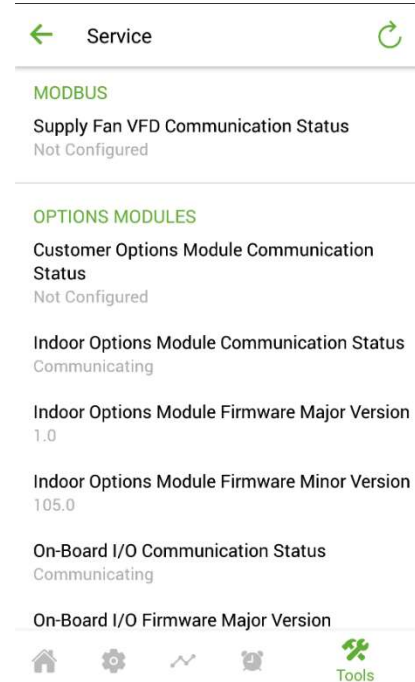 Service
MODBUS
Supply Fan VFD Communication Status
Not Configured
OPTIONS MODULES
Customer Options Module Communication
Status
Not Configured
Indoor Options Module Communication Status
Communicating
Indoor Options Module Firmware Major Version
1.0
Indoor Options Module Firmware Minor Version
105.0
On-Board I/O Communication Status
Communicating
On-Board I/O Firmware Major Version
Tools